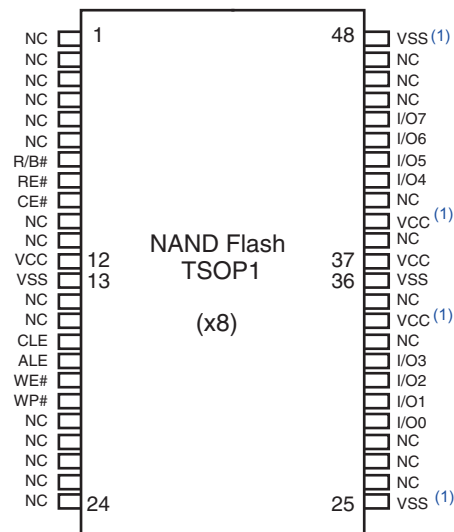 NC 1 48 VSS (1)
NC NC
NC NC
NC NC
NC I/O7
NC I/O6
R/B# I/O5
RE# I/O4
CE# NC
NC VCC (1)
NC NC
NAND Flash
VCC 12 37 VCC
TSOP1
VSS 13 36 VSS
NC NC
NC VCC (1)
(x8)
CLE NC
ALE I/O3
WE# I/O2
WP# I/O1
NC I/O0
NC NC
NC NC
NC NC
NC 24 25 VSS (1)